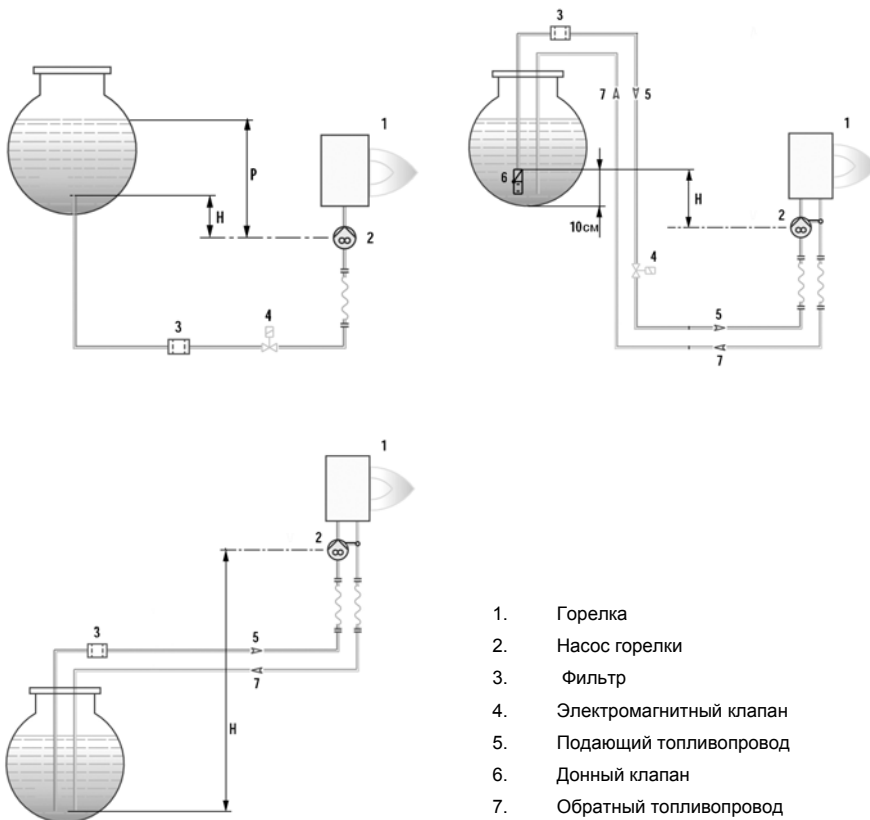 1
P
H
2
3
4
3
7
5
1
6
H
10см
2
4
5
7
1
2
3
5
7
H
1. Горелка
2. Насос горелки
3. Фильтр
4. Электромагнитный клапан
5. Подающий топливопровод
6. Донный клапан
7. Обратный топливопровод